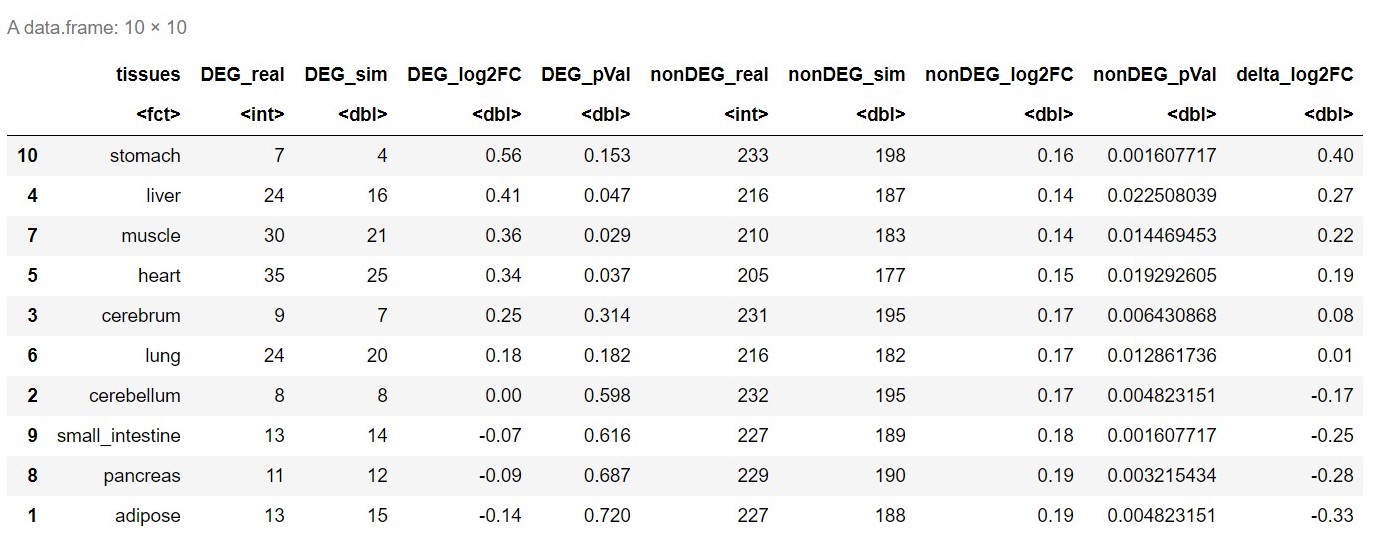 A data.frame: 10 × 10
tissues DEG_real DEG_sim DEG_log2FC DEG_pVal nonDEG_real nonDEG_sim nonDEG_log2FC nonDEG_pVal delta_log2FC
<fct> <int> <dbl> <dbl> <dbl> <int> <dbl> <dbl> <dbl> <dbl>
10 stomach 7 4 0.56 0.153 233 198 0.16 0.001607717 0.40
4 liver 24 16 0.41 0.047 216 187 0.14 0.022508039 0.27
7 muscle 30 21 0.36 0.029 210 183 0.14 0.014469453 0.22
5 heart 35 25 0.34 0.037 205 177 0.15 0.019292605 0.19
3 cerebrum 9 7 0.25 0.314 231 195 0.17 0.006430868 0.08
6 lung 24 20 0.18 0.182 216 182 0.17 0.012861736 0.01
2 cerebellum 8 8 0.00 0.598 232 195 0.17 0.004823151 -0.17
9 small_intestine 13 14 -0.07 0.616 227 189 0.18 0.001607717 -0.25
8 pancreas 11 12 -0.09 0.687 229 190 0.19 0.003215434 -0.28
1 adipose 13 15 -0.14 0.720 227 188 0.19 0.004823151 -0.33